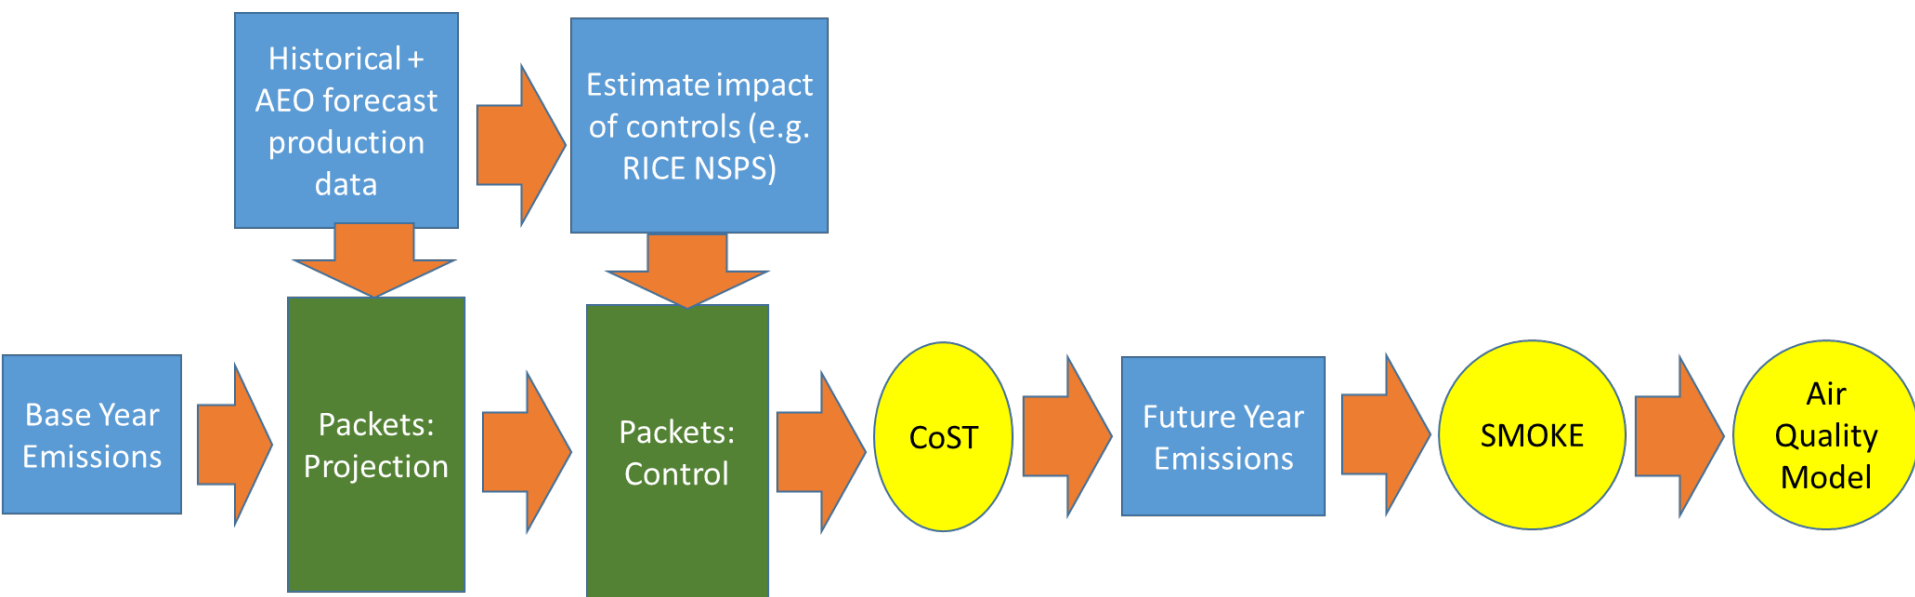 Historical +
AEO forecast
production
data
Estimate impact
of controls (e.g.
RICE NSPS)
Base Year
Emissions
Packets:
Projection
Packets:
Control
CoST
Future Year
Emissions
SMOKE
Air
Quality
Model